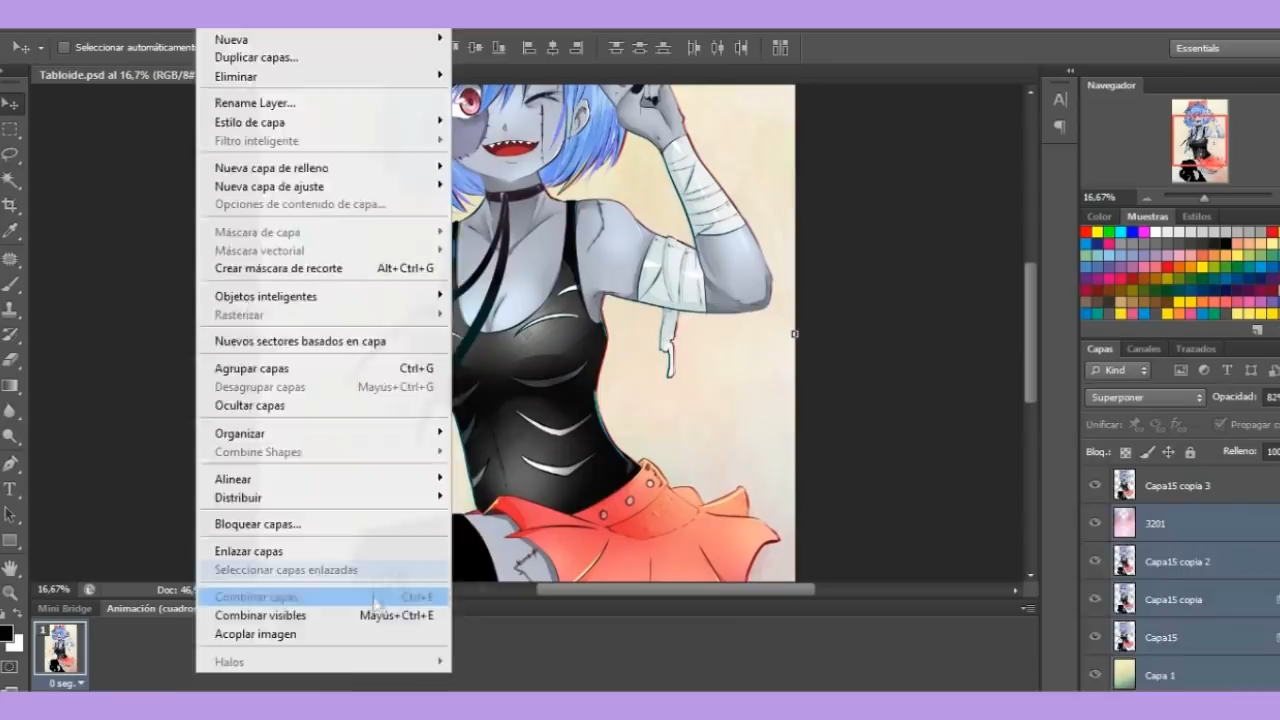 Seleccionar automáticamente
Essentials
Tabloide.psd al 16,7% (RGB/8#
Nueva
Duplicar capas...
Eliminar
Rename Layer...
Estilo de capa
Filtro inteligente
Nueva capa de relleno
Nueva capa de ajuste
Opciones de contenido de capa...
Máscara de capa
Máscara vectorial
Crear máscara de recorte Alt+Ctrl+G
Objetos inteligentes
Rasterizar
Nuevos sectores basados en capa
Agrupar capas Ctrl+G
Desagrupar capas Mayús+Ctrl+G
Ocultar capas
Organizar
Combine Shapes
Alinear
Distribuir
Bloquear capas...
Enlazar capas
Seleccionar capas enlazadas
Combinar capas Ctrl+E
Combinar visibles Mayús+Ctrl+E
Acoplar imagen
Halos
16,67%
Doc: 46,
Mini Bridge
Animación (cuadro
1
0 seg.
Navegador
16,67%
Color Muestras Estilos
Capas Canales Trazados
Kind
Superponer Opacidad: 82%
Unificar: Propagar
Bloq.: Relleno: 100
Capa15 copia 3
3201
Capa15 copia 2
Capa15 copia
Capa15
Capa 1